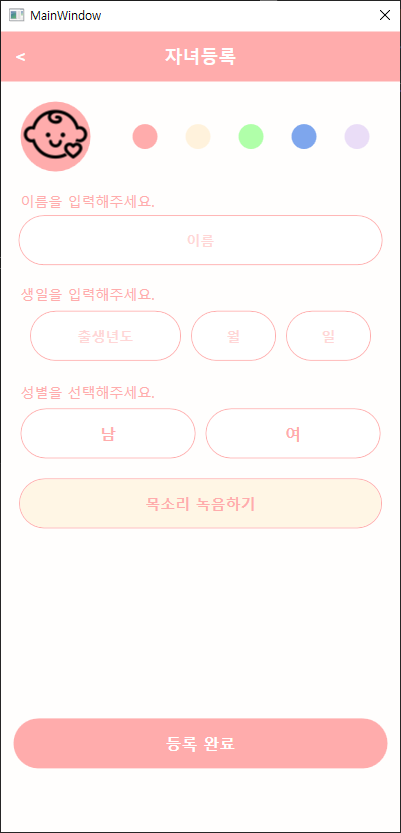 MainWindow
< 자녀등록
이름을 입력해주세요.
이름
생일을 입력해주세요.
출생년도 월 일
성별을 선택해주세요.
남 여
목소리 녹음하기
등록 완료